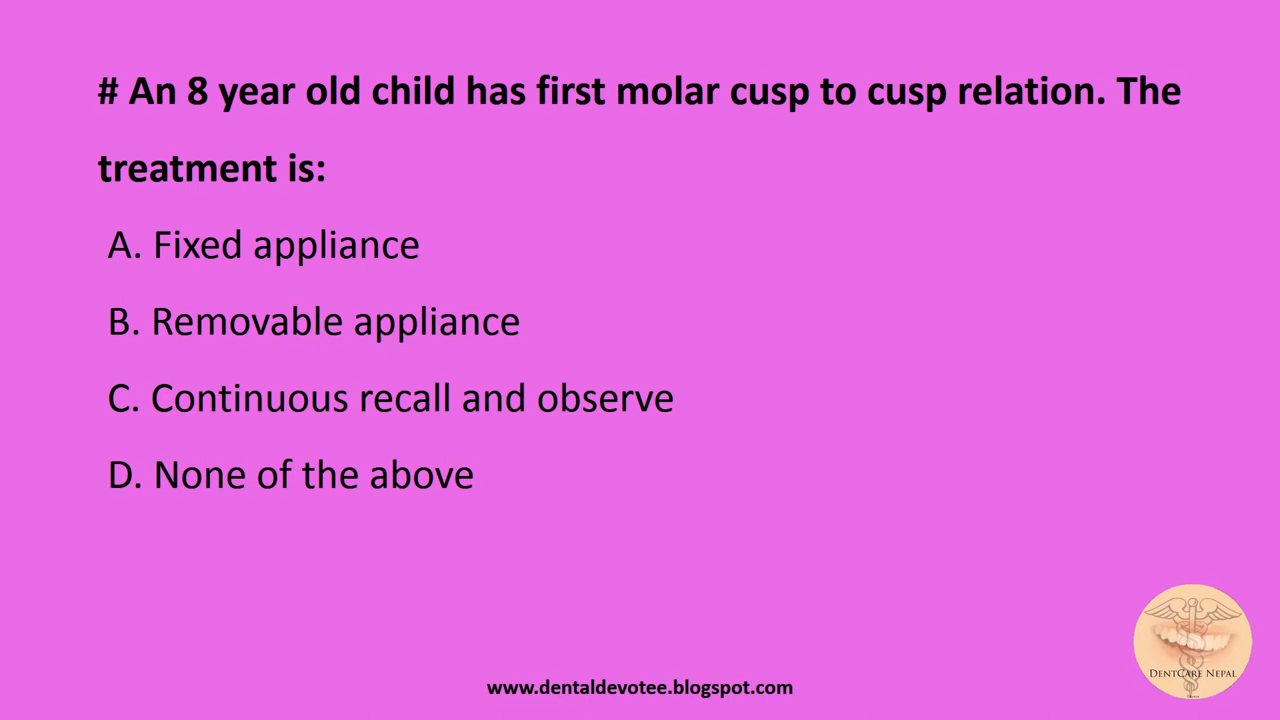 # An 8 year old child has first molar cusp to cusp relation. The
treatment is:
A. Fixed appliance
B. Removable appliance
C. Continuous recall and observe
D. None of the above
DENTCARE NEPAL
www.dentaldevotee.blogspot.com